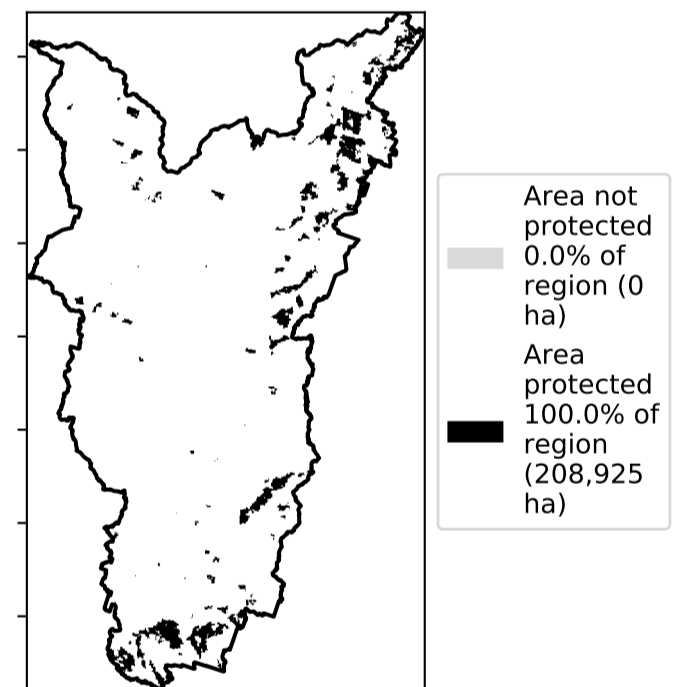 Area not
protected
0.0% of
region (0
ha)
Area
protected
100.0% of
region
(208,925
ha)